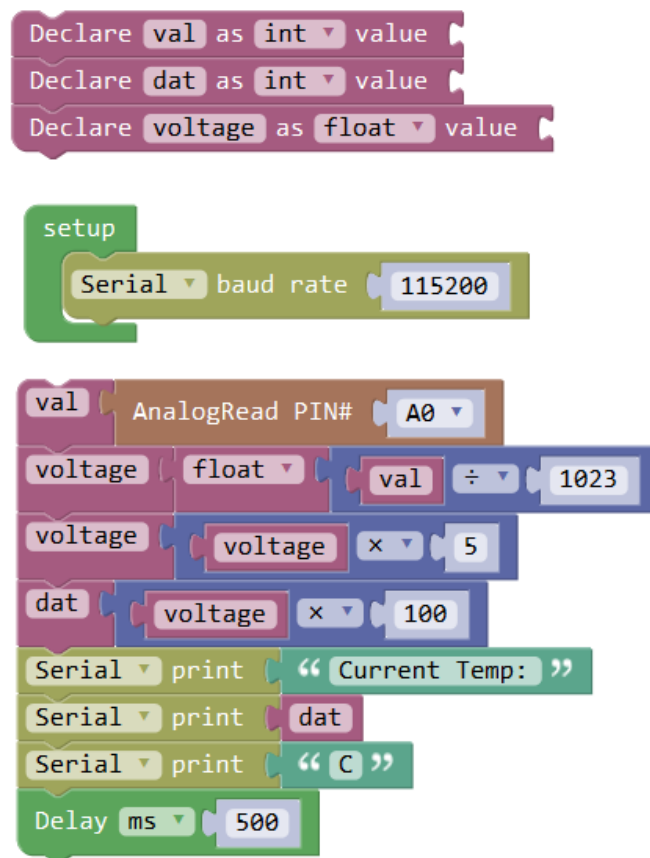 Declare val as int value
Declare dat as int value
Declare voltage as float value
setup
Serial baud rate 115200
val AnalogRead PIN# A0
voltage float val ÷ 1023
voltage voltage × 5
dat voltage × 100
Serial print “ Current Temp: ”
Serial print dat
Serial print “ C ”
Delay ms 500